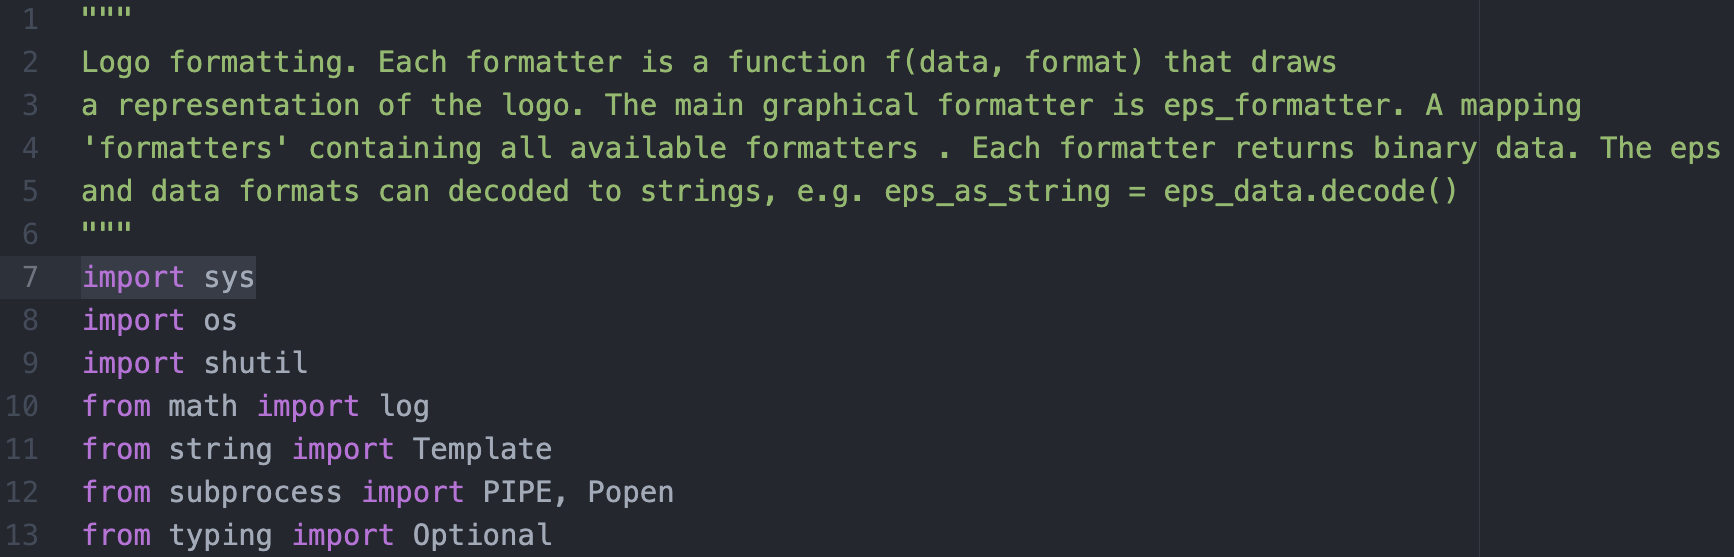 1 """
2 Logo formatting. Each formatter is a function f(data, format) that draws
3 a representation of the logo. The main graphical formatter is eps_formatter. A mapping
4 'formatters' containing all available formatters . Each formatter returns binary data. The eps
5 and data formats can decoded to strings, e.g. eps_as_string = eps_data.decode()
6 """
7 import sys
8 import os
9 import shutil
10 from math import log
11 from string import Template
12 from subprocess import PIPE, Popen
13 from typing import Optional